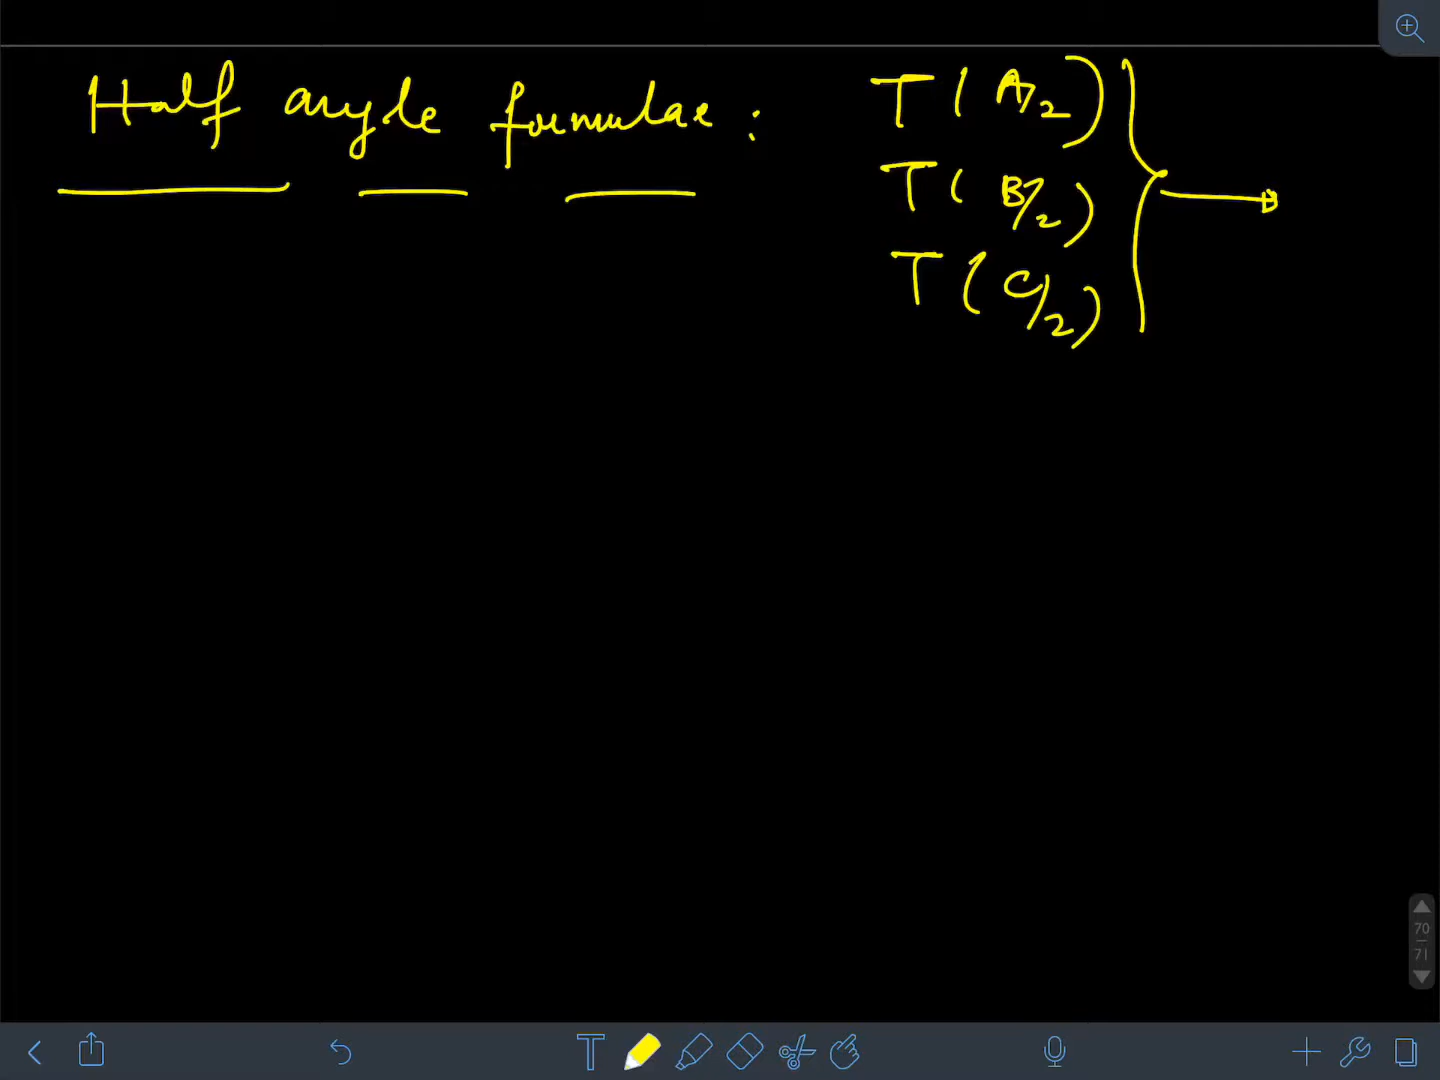 Half angle formulae : T(A/2)
T(B/2)
T(C/2)
70
71
T